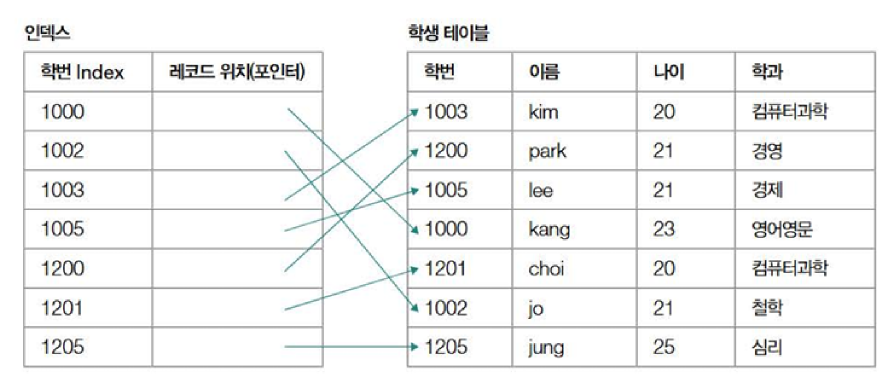 인덱스
학번 Index 레코드 위치(포인터)
1000
1002
1003
1005
1200
1201
1205
학생 테이블
학번 이름 나이 학과
1003 kim 20 컴퓨터과학
1200 park 21 경영
1005 lee 21 경제
1000 kang 23 영어영문
1201 choi 20 컴퓨터과학
1002 jo 21 철학
1205 jung 25 심리